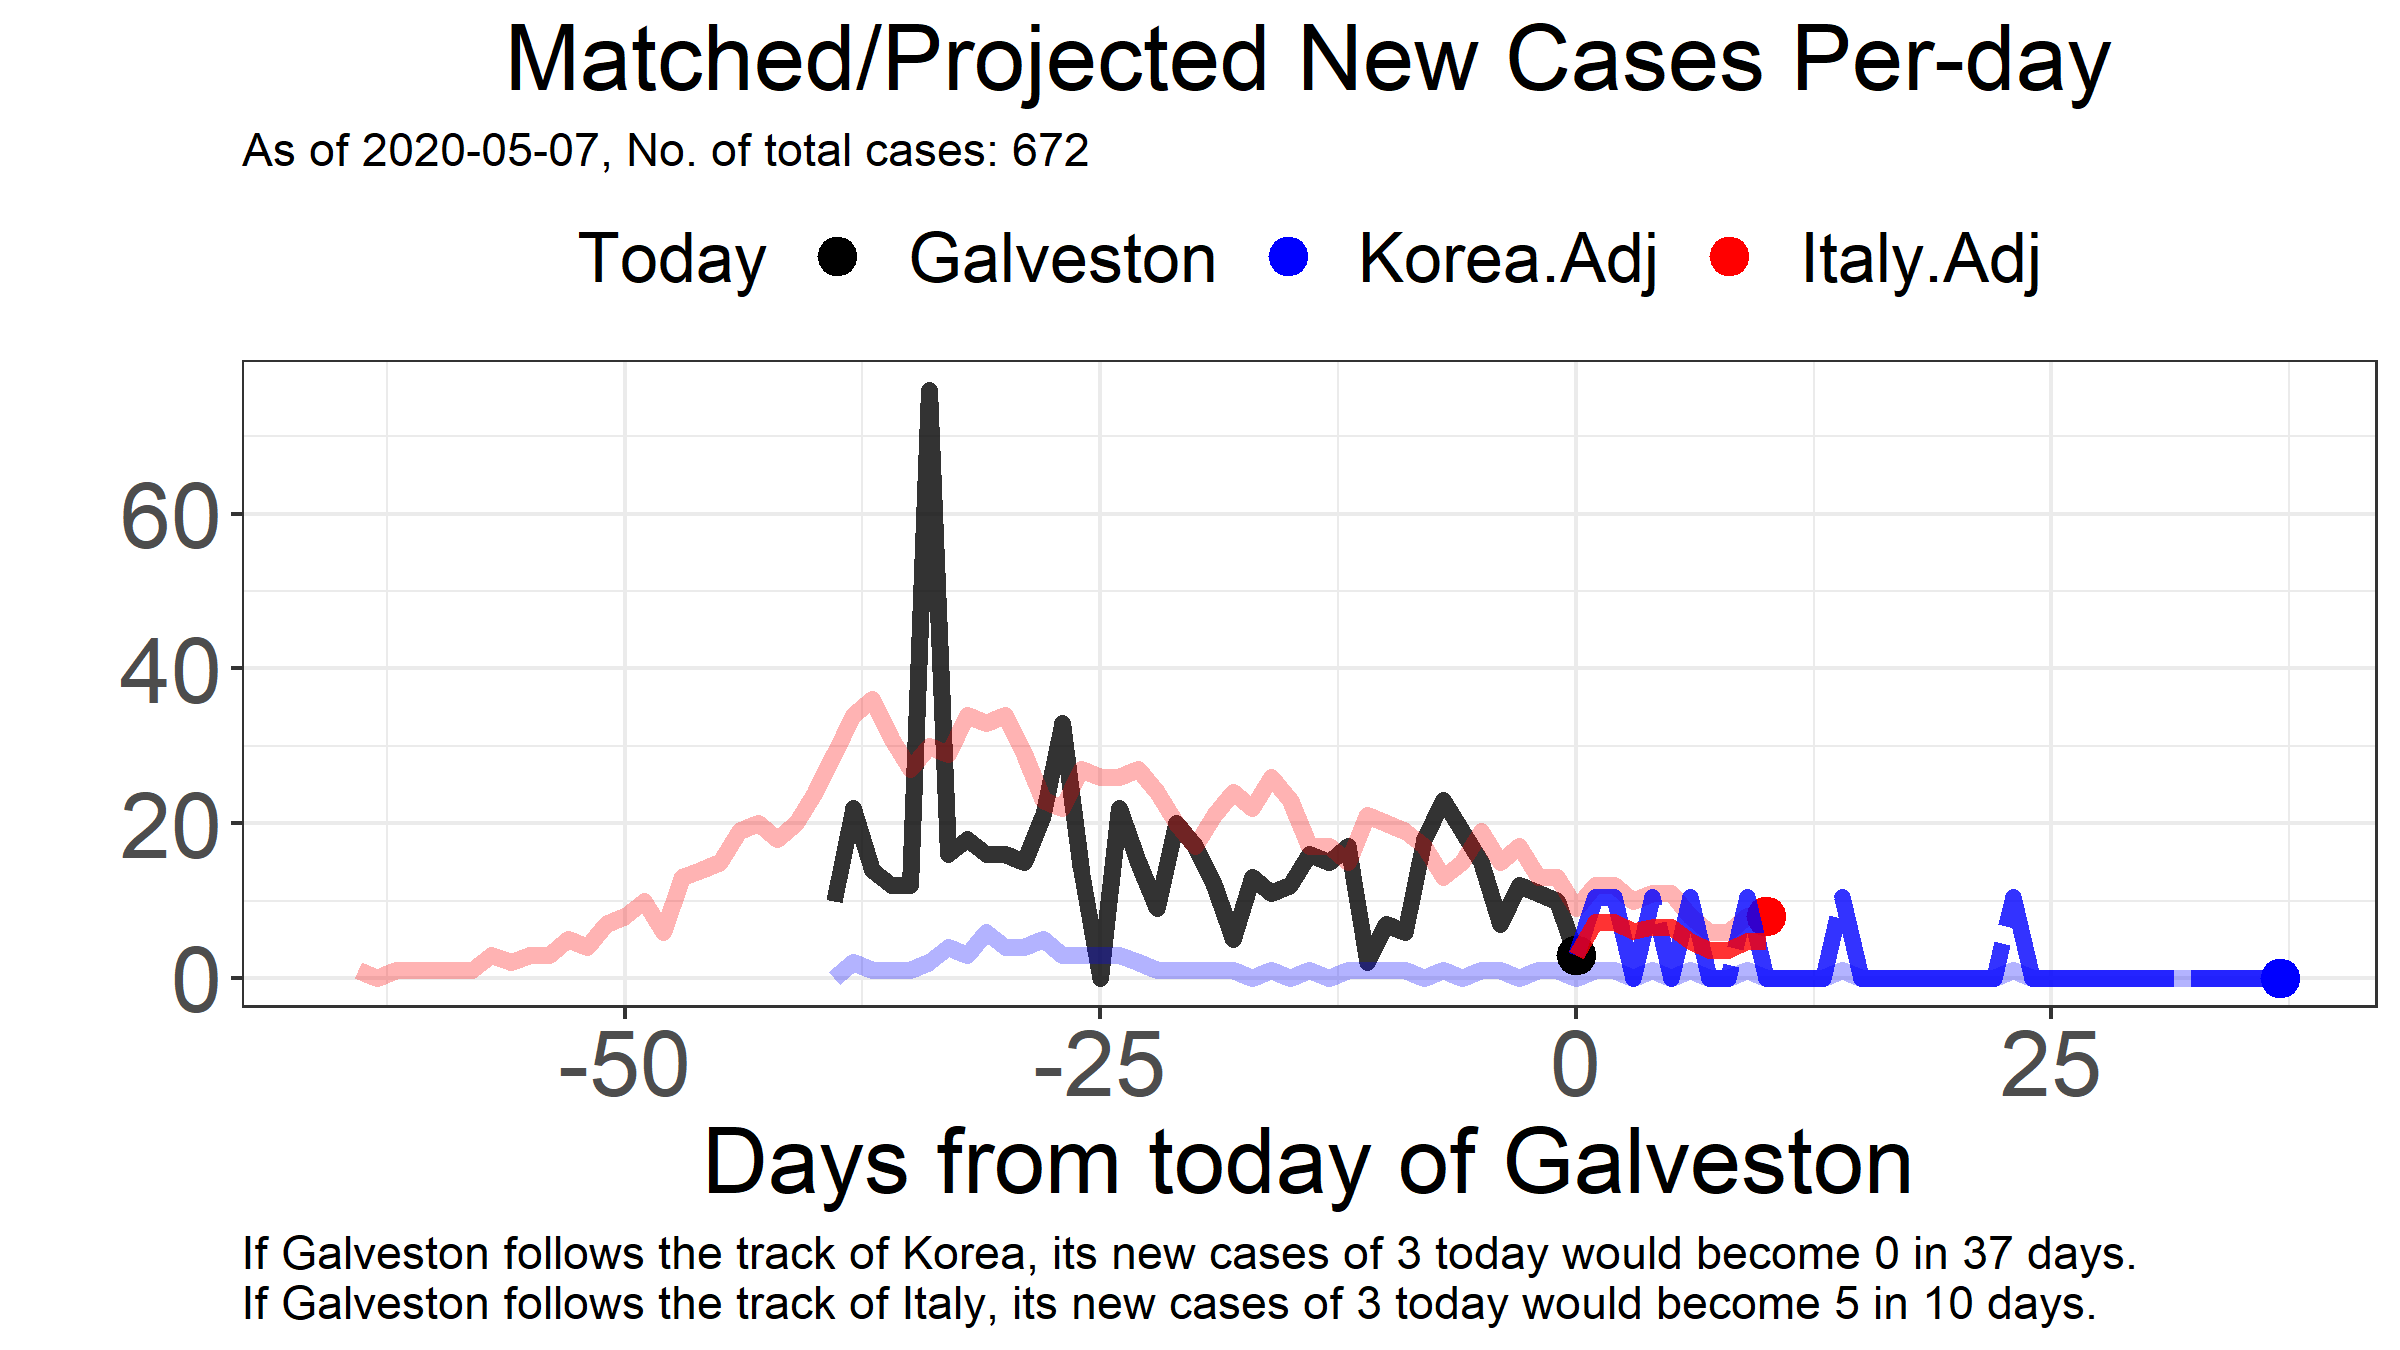 Matched/Projected New Cases Per-day
As of 2020-05-07, No. of total cases: 672
Today Galveston Korea.Adj Italy.Adj
60
40
20
0
-50 -25 0 25
Days from today of Galveston
If Galveston follows the track of Korea, its new cases of 3 today would become 0 in 37 days.
If Galveston follows the track of Italy, its new cases of 3 today would become 5 in 10 days.